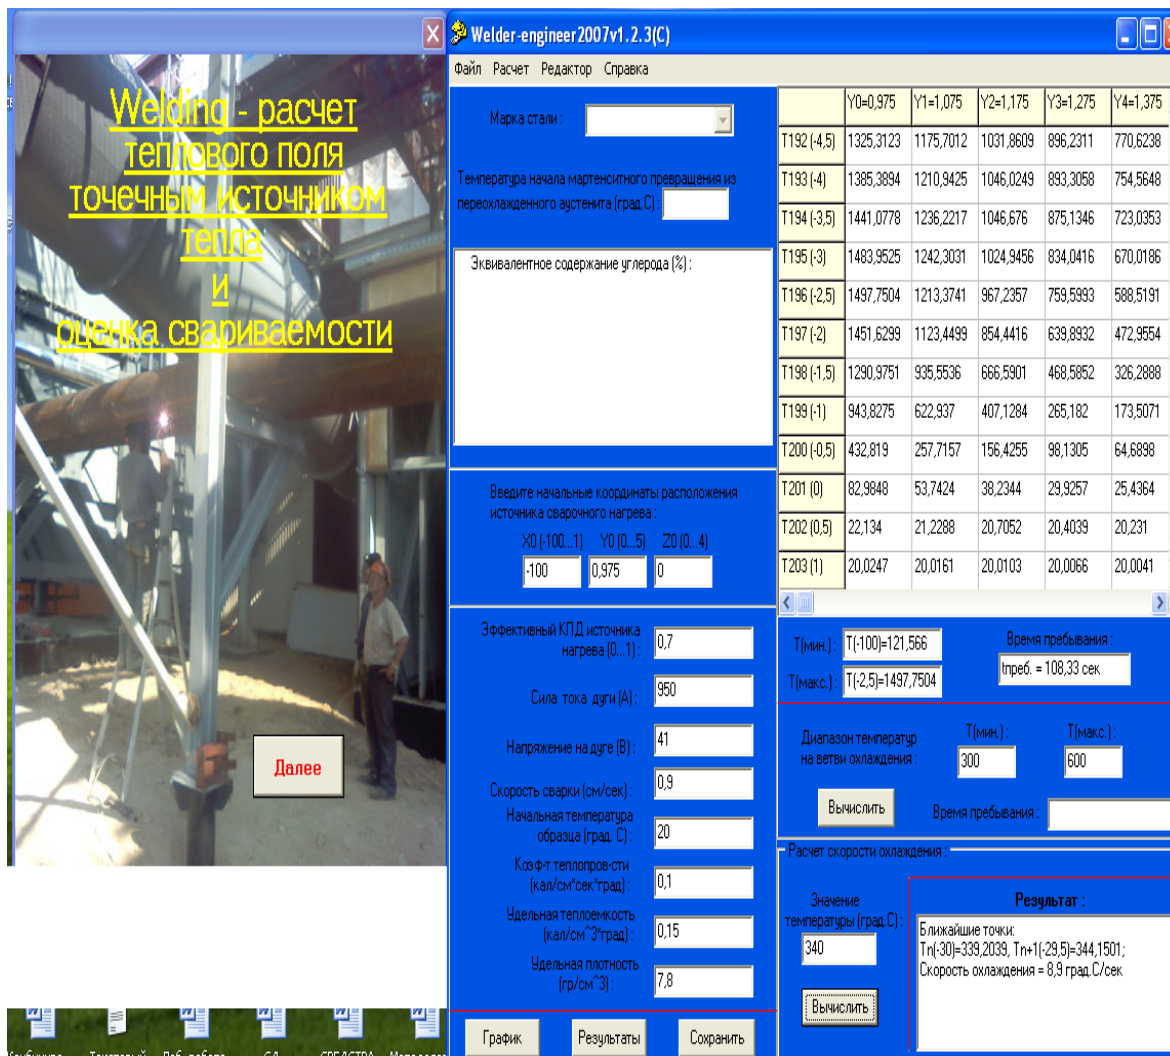 Welding - расчет
теплового поля
точечным источником
тепла
и
оценка свариваемости
Далее
Welder-engineer2007v1.2.3(C)
Файл Расчет Редактор Справка
Марка стали :
Температура начала мартенситного превращения из
переохлажденного аустенита (град.С) :
Эквивалентное содержание углерода (%) :
Введите начальные координаты расположения
источника сварочного нагрева :
X0 (-100...1) Y0 (0...5) Z0 (0...4)
-100 0,975 0
Эффективный КПД источника
нагрева (0...1) : 0,7
Сила тока дуги (А) : 950
Напряжение на дуге (В) : 41
Скорость сварки (см/сек) : 0,9
Начальная температура
образца (град. С) : 20
Коэф-т теплопров-сти
(кал/см*сек*град) : 0,1
Удельная теплоемкость
(кал/см^3*град) : 0,15
Удельная плотность
(гр/см^3) : 7,8
График Результаты Сохранить
Y0=0,975 Y1=1,075 Y2=1,175 Y3=1,275 Y4=1,375
T192 (-4,5) 1325,3123 1175,7012 1031,8609 896,2311 770,6238
T193 (-4) 1385,3894 1210,9425 1046,0249 893,3058 754,5648
T194 (-3,5) 1441,0778 1236,2217 1046,676 875,1346 723,0353
T195 (-3) 1483,9525 1242,3031 1024,9456 834,0416 670,0186
T196 (-2,5) 1497,7504 1213,3741 967,2357 759,5993 588,5191
T197 (-2) 1451,6299 1123,4499 854,4416 639,8932 472,9554
T198 (-1,5) 1290,9751 935,5536 666,5901 468,5852 326,2888
T199 (-1) 943,8275 622,937 407,1284 265,182 173,5071
T200 (-0,5) 432,819 257,7157 156,4255 98,1305 64,6898
T201 (0) 82,9848 53,7424 38,2344 29,9257 25,4364
T202 (0,5) 22,134 21,2288 20,7052 20,4039 20,231
T203 (1) 20,0247 20,0161 20,0103 20,0066 20,0041
T(мин.) : T(-100)=121,566 Время пребывания :
T(макс.) : T(-2,5)=1497,7504 tпреб. = 108,33 сек
Диапазон температур T(мин.) : T(макс.) :
на ветви охлаждения : 300 600
Вычислить Время пребывания :
Расчет скорости охлаждения :
Значение
температуры (град.С) :
340
Вычислить
Результат :
Ближайшие точки:
Tn(-30)=339,2039, Tn+1(-29,5)=344,1501;
Скорость охлаждения = 8,9 град.С/сек